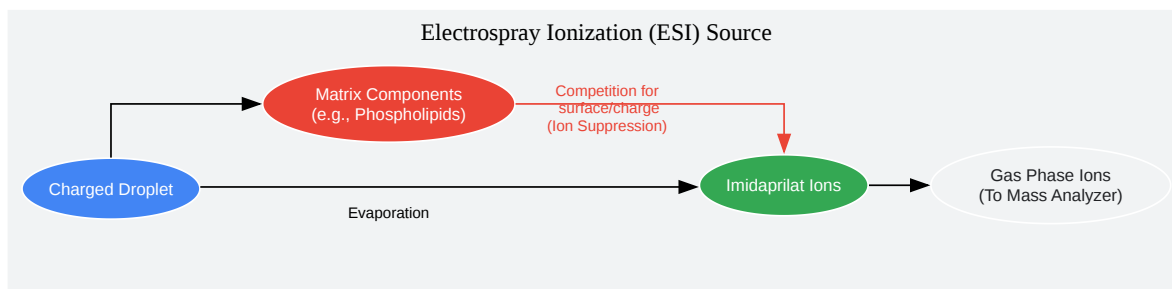 Electrospray Ionization (ESI) Source
Matrix Components
(e.g., Phospholipids)
Competition for
surface/charge
(Ion Suppression)
Charged Droplet
Evaporation
Imidaprilat Ions
Gas Phase Ions
(To Mass Analyzer)